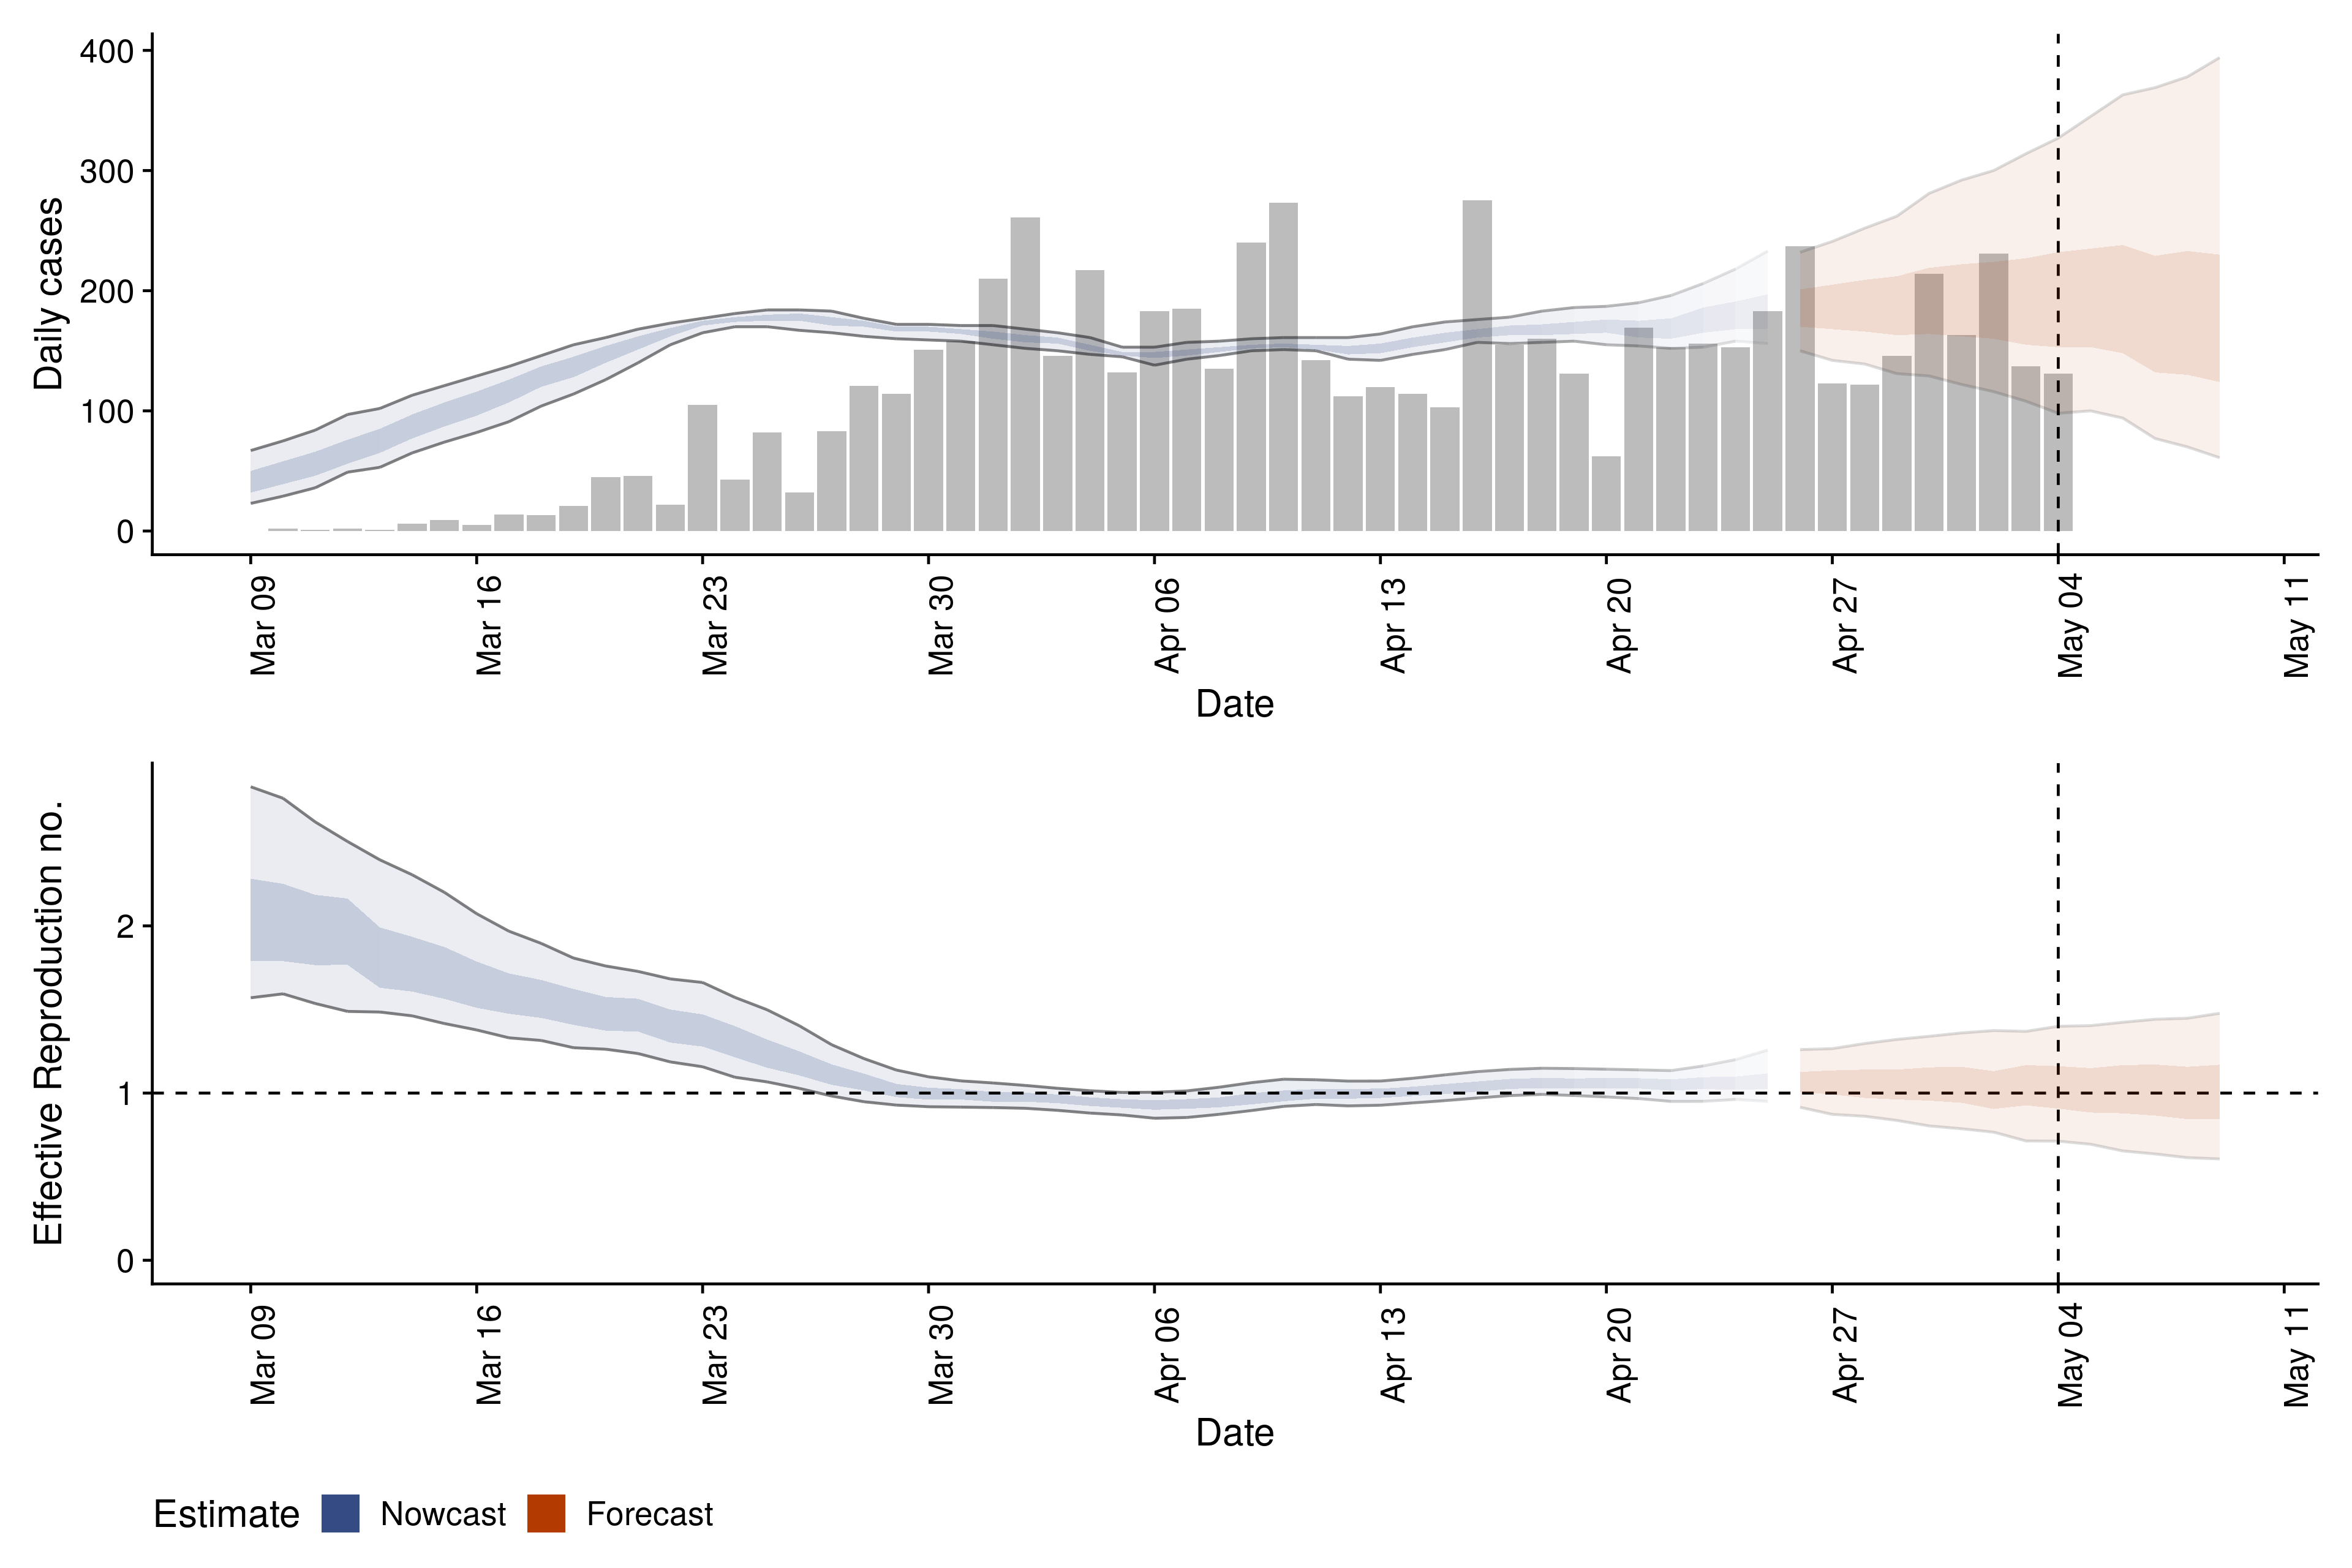 Daily cases
400
300
200
100
0
Mar 09
Mar 16
Mar 23
Mar 30
Apr 06
Apr 13
Apr 20
Apr 27
May 04
May 11
Date
Effective Reproduction no.
2
1
0
Mar 09
Mar 16
Mar 23
Mar 30
Apr 06
Apr 13
Apr 20
Apr 27
May 04
May 11
Date
Estimate Nowcast Forecast